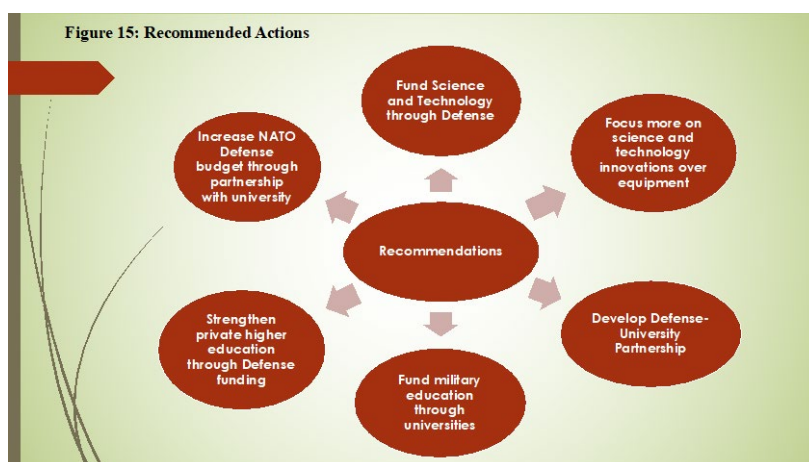 Figure 15: Recommended Actions
Fund Science
and Technology
through Defense
Increase NATO
Defense
budget through
partnership
with university
Focus more on
science and
technology
innovations over
equipment
Recommendations
Strengthen
private higher
education
through Defense
funding
Develop Defense-
University
Partnership
Fund military
education
through
universities